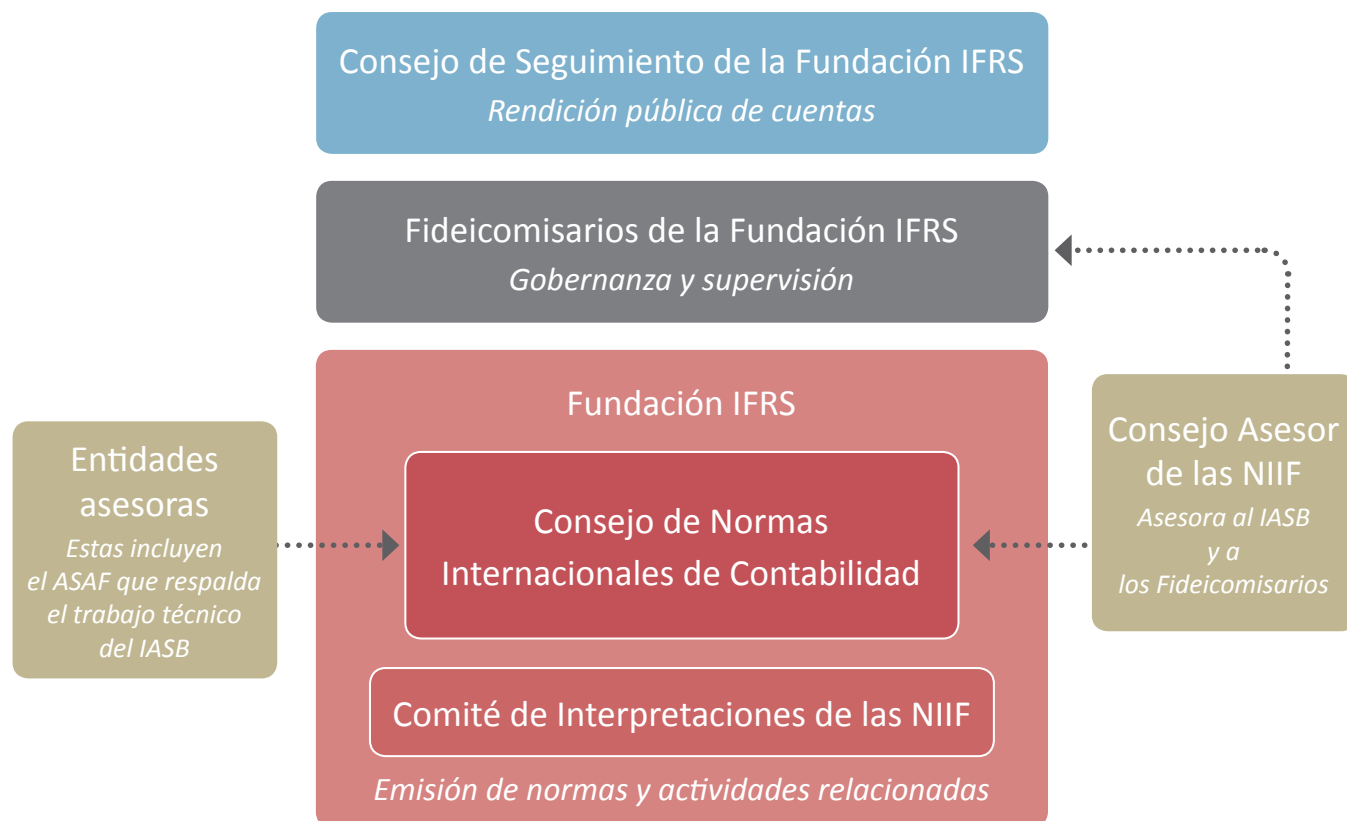 Consejo de Seguimiento de la Fundación IFRS
Rendición pública de cuentas
Fideicomisarios de la Fundación IFRS
Gobernanza y supervisión
Fundación IFRS
Consejo de Normas
Internacionales de Contabilidad
Comité de Interpretaciones de las NIIF
Emisión de normas y actividades relacionadas
Entidades
asesoras
Estas incluyen
el ASAF que respalda
el trabajo técnico
del IASB
Consejo Asesor
de las NIIF
Asesora al IASB
y a
los Fideicomisarios